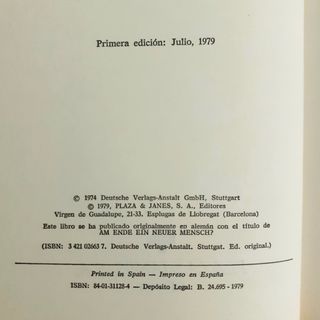 Primera edición: Julio, 1979
© 1974 Deutsche Verlags-Anstalt GmbH, Stuttgart
© 1979, PLAZA & JANES, S. A., Editores
Virgen de Guadalupe, 21-33. Esplugas de Llobregat (Barcelona)
Este libro se ha publicado originalmente en alemán con el título de
AM ENDE EIN NEUER MENSCH?
(ISBN: 3 421 02663 7. Deutsche Verlags-Anstalt. Stuttgat. Ed. original.)
Printed in Spain — Impreso en España
ISBN: 84-01-31128-4 — Depósito Legal: B. 24.695 - 1979